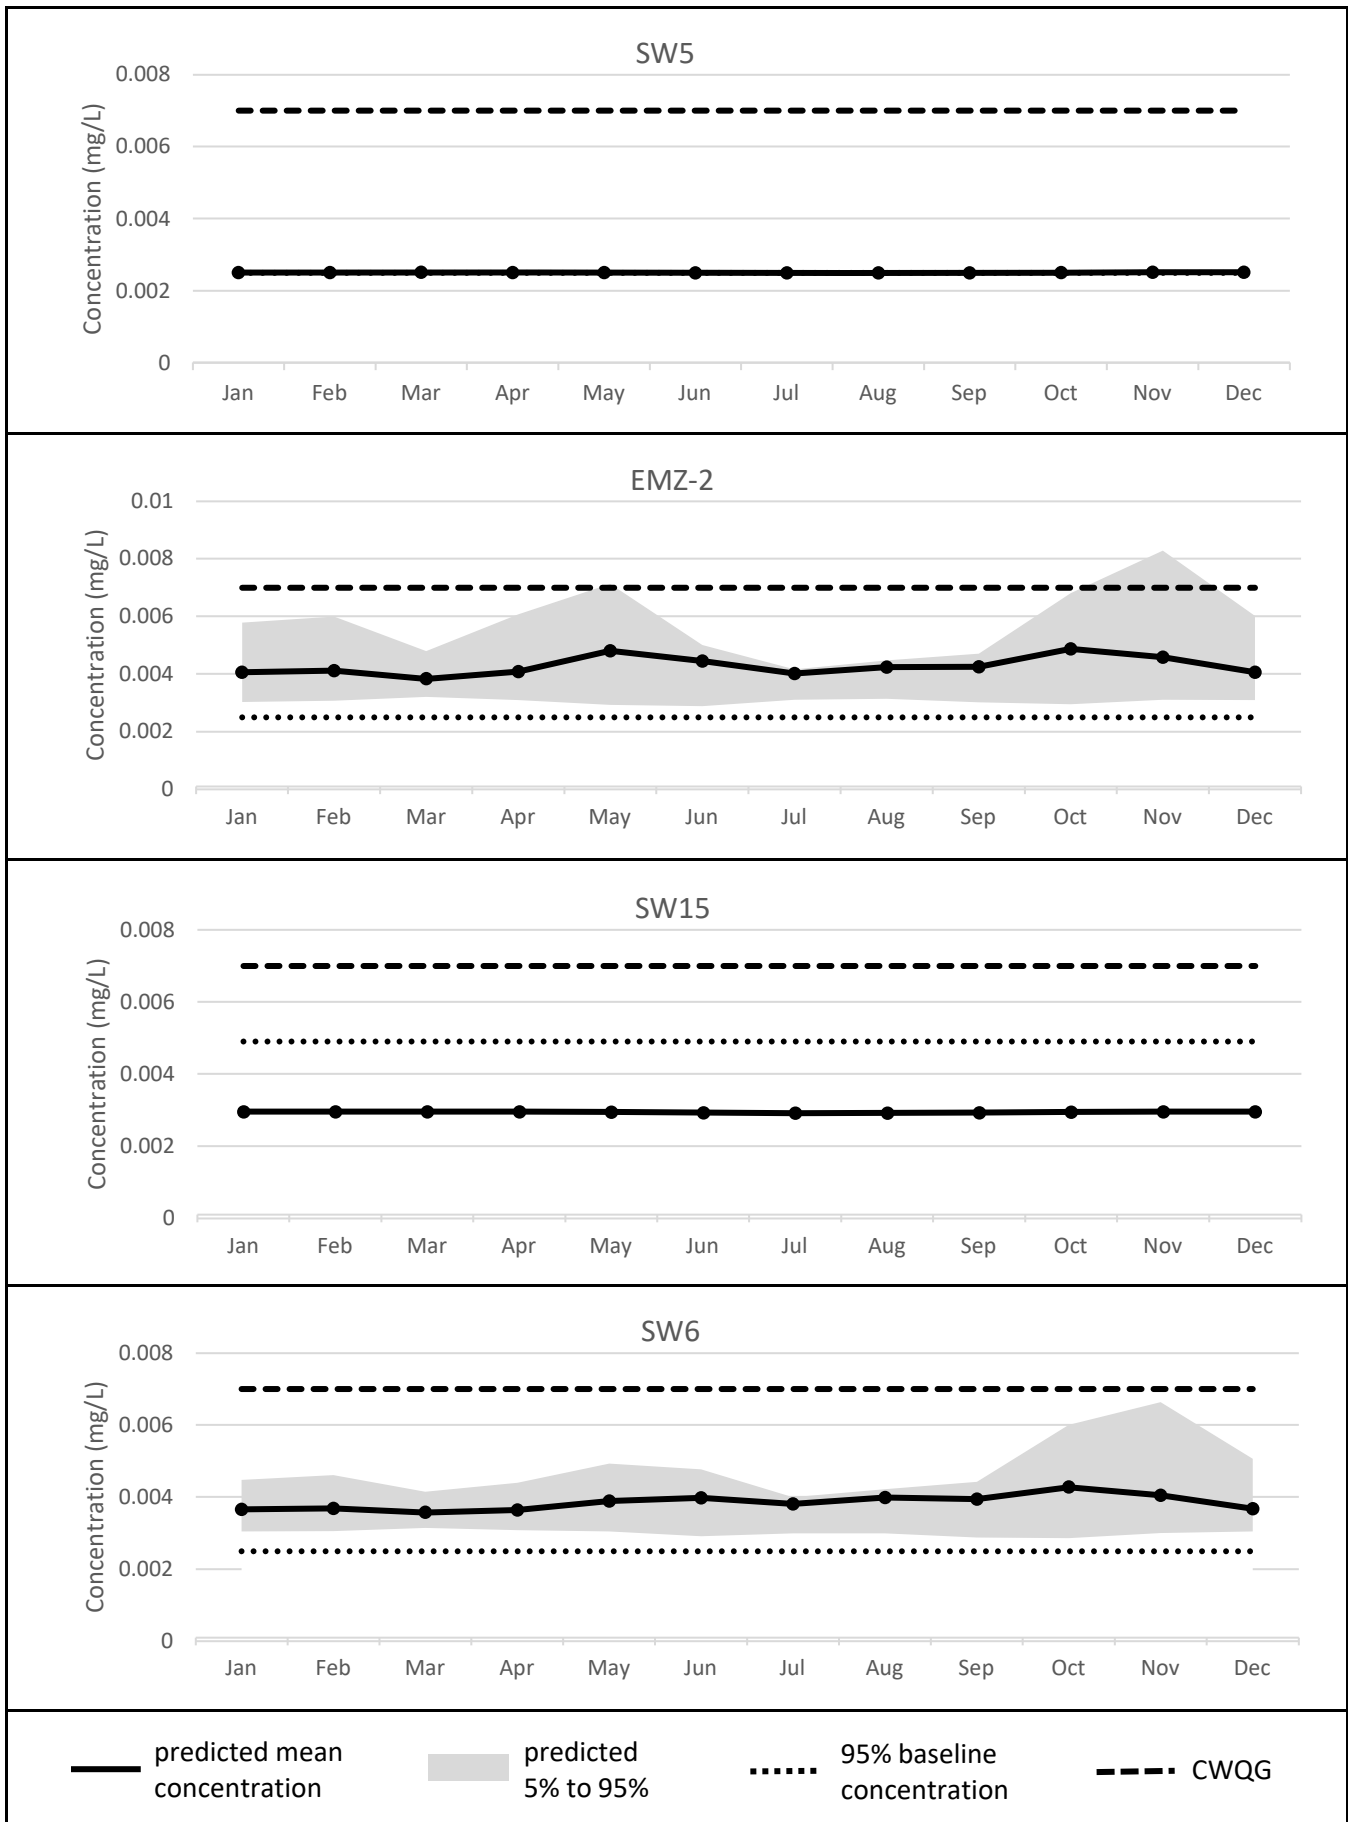 SW5
Concentration (mg/L)
0.008
0.006
0.004
0.002
0
Jan Feb Mar Apr May Jun Jul Aug Sep Oct Nov Dec
EMZ-2
Concentration (mg/L)
0.01
0.008
0.006
0.004
0.002
0
Jan Feb Mar Apr May Jun Jul Aug Sep Oct Nov Dec
SW15
Concentration (mg/L)
0.008
0.006
0.004
0.002
0
Jan Feb Mar Apr May Jun Jul Aug Sep Oct Nov Dec
SW6
Concentration (mg/L)
0.008
0.006
0.004
0.002
0
Jan Feb Mar Apr May Jun Jul Aug Sep Oct Nov Dec
predicted mean
concentration
predicted
5% to 95%
95% baseline
concentration
CWQG